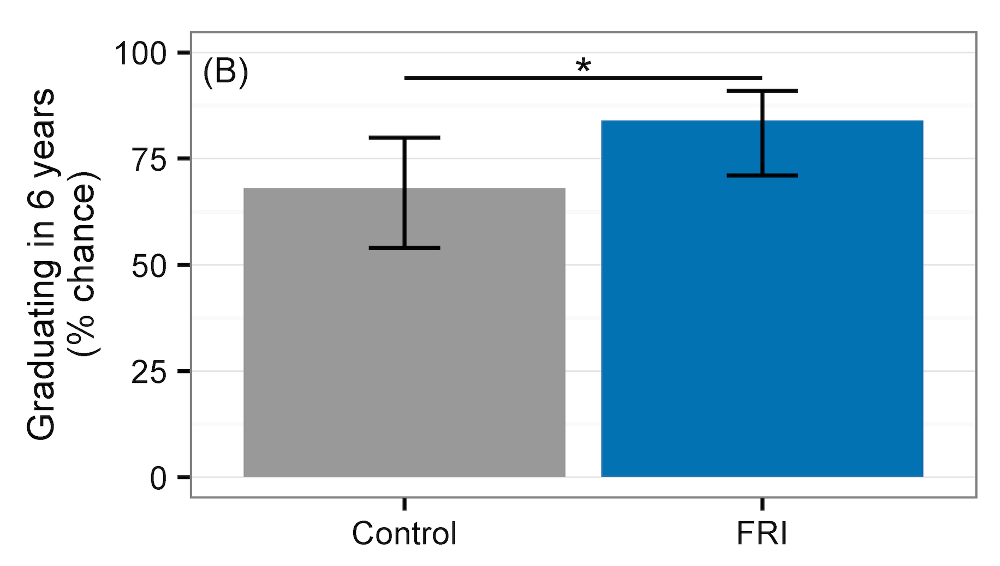 Graduating in 6 years
(% chance)
100
75
50
25
0
(B)
*
Control
FRI